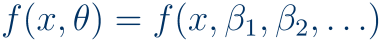 f(x, θ) = f(x, β₁, β₂, . . .)